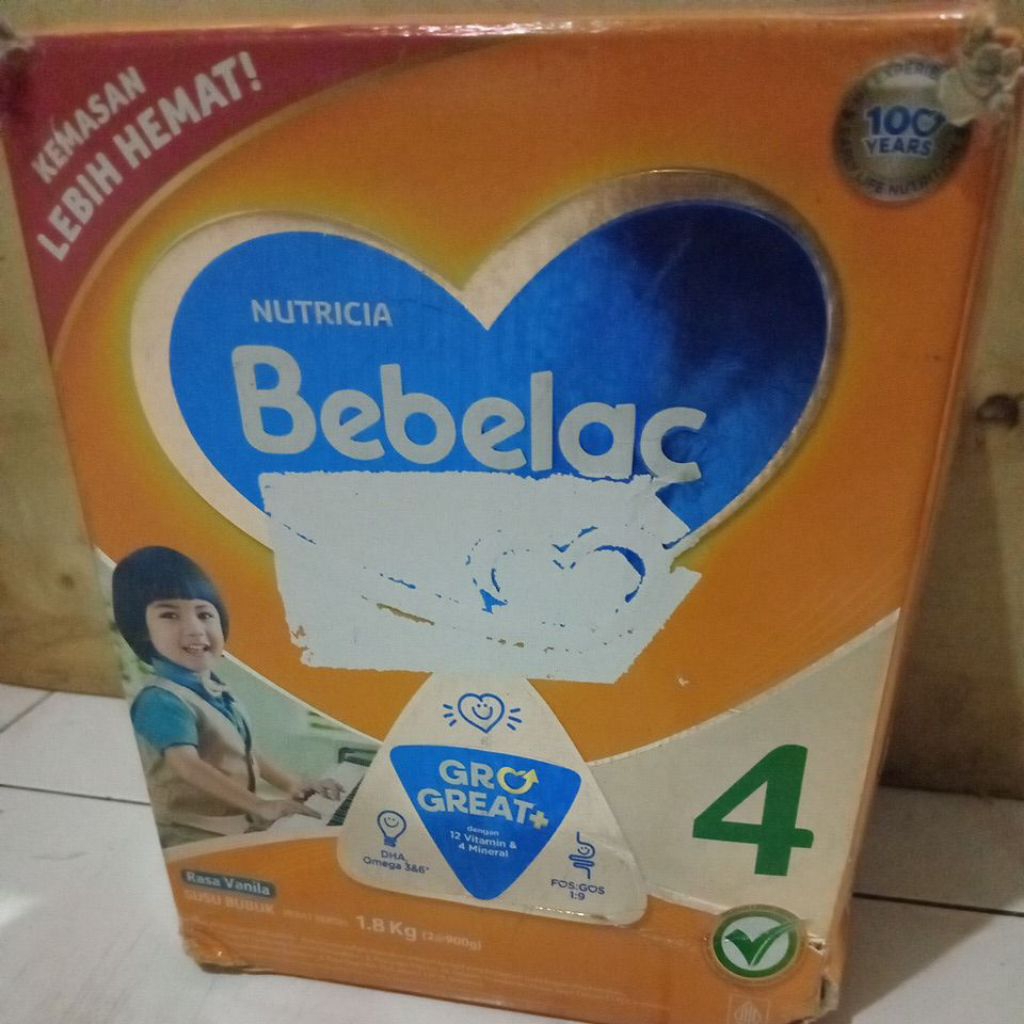 KEMASAN
LEBIH HEMAT!
100
YEARS
NUTRICIA
Bebelac
GRO
GREAT+
dengan
12 Vitamin &
4 Mineral
DHA,
Omega 3&6*
FOS:GOS
1:9
4
Rasa Vanila
SUSU BUBUK
1.8 Kg (2x900g)